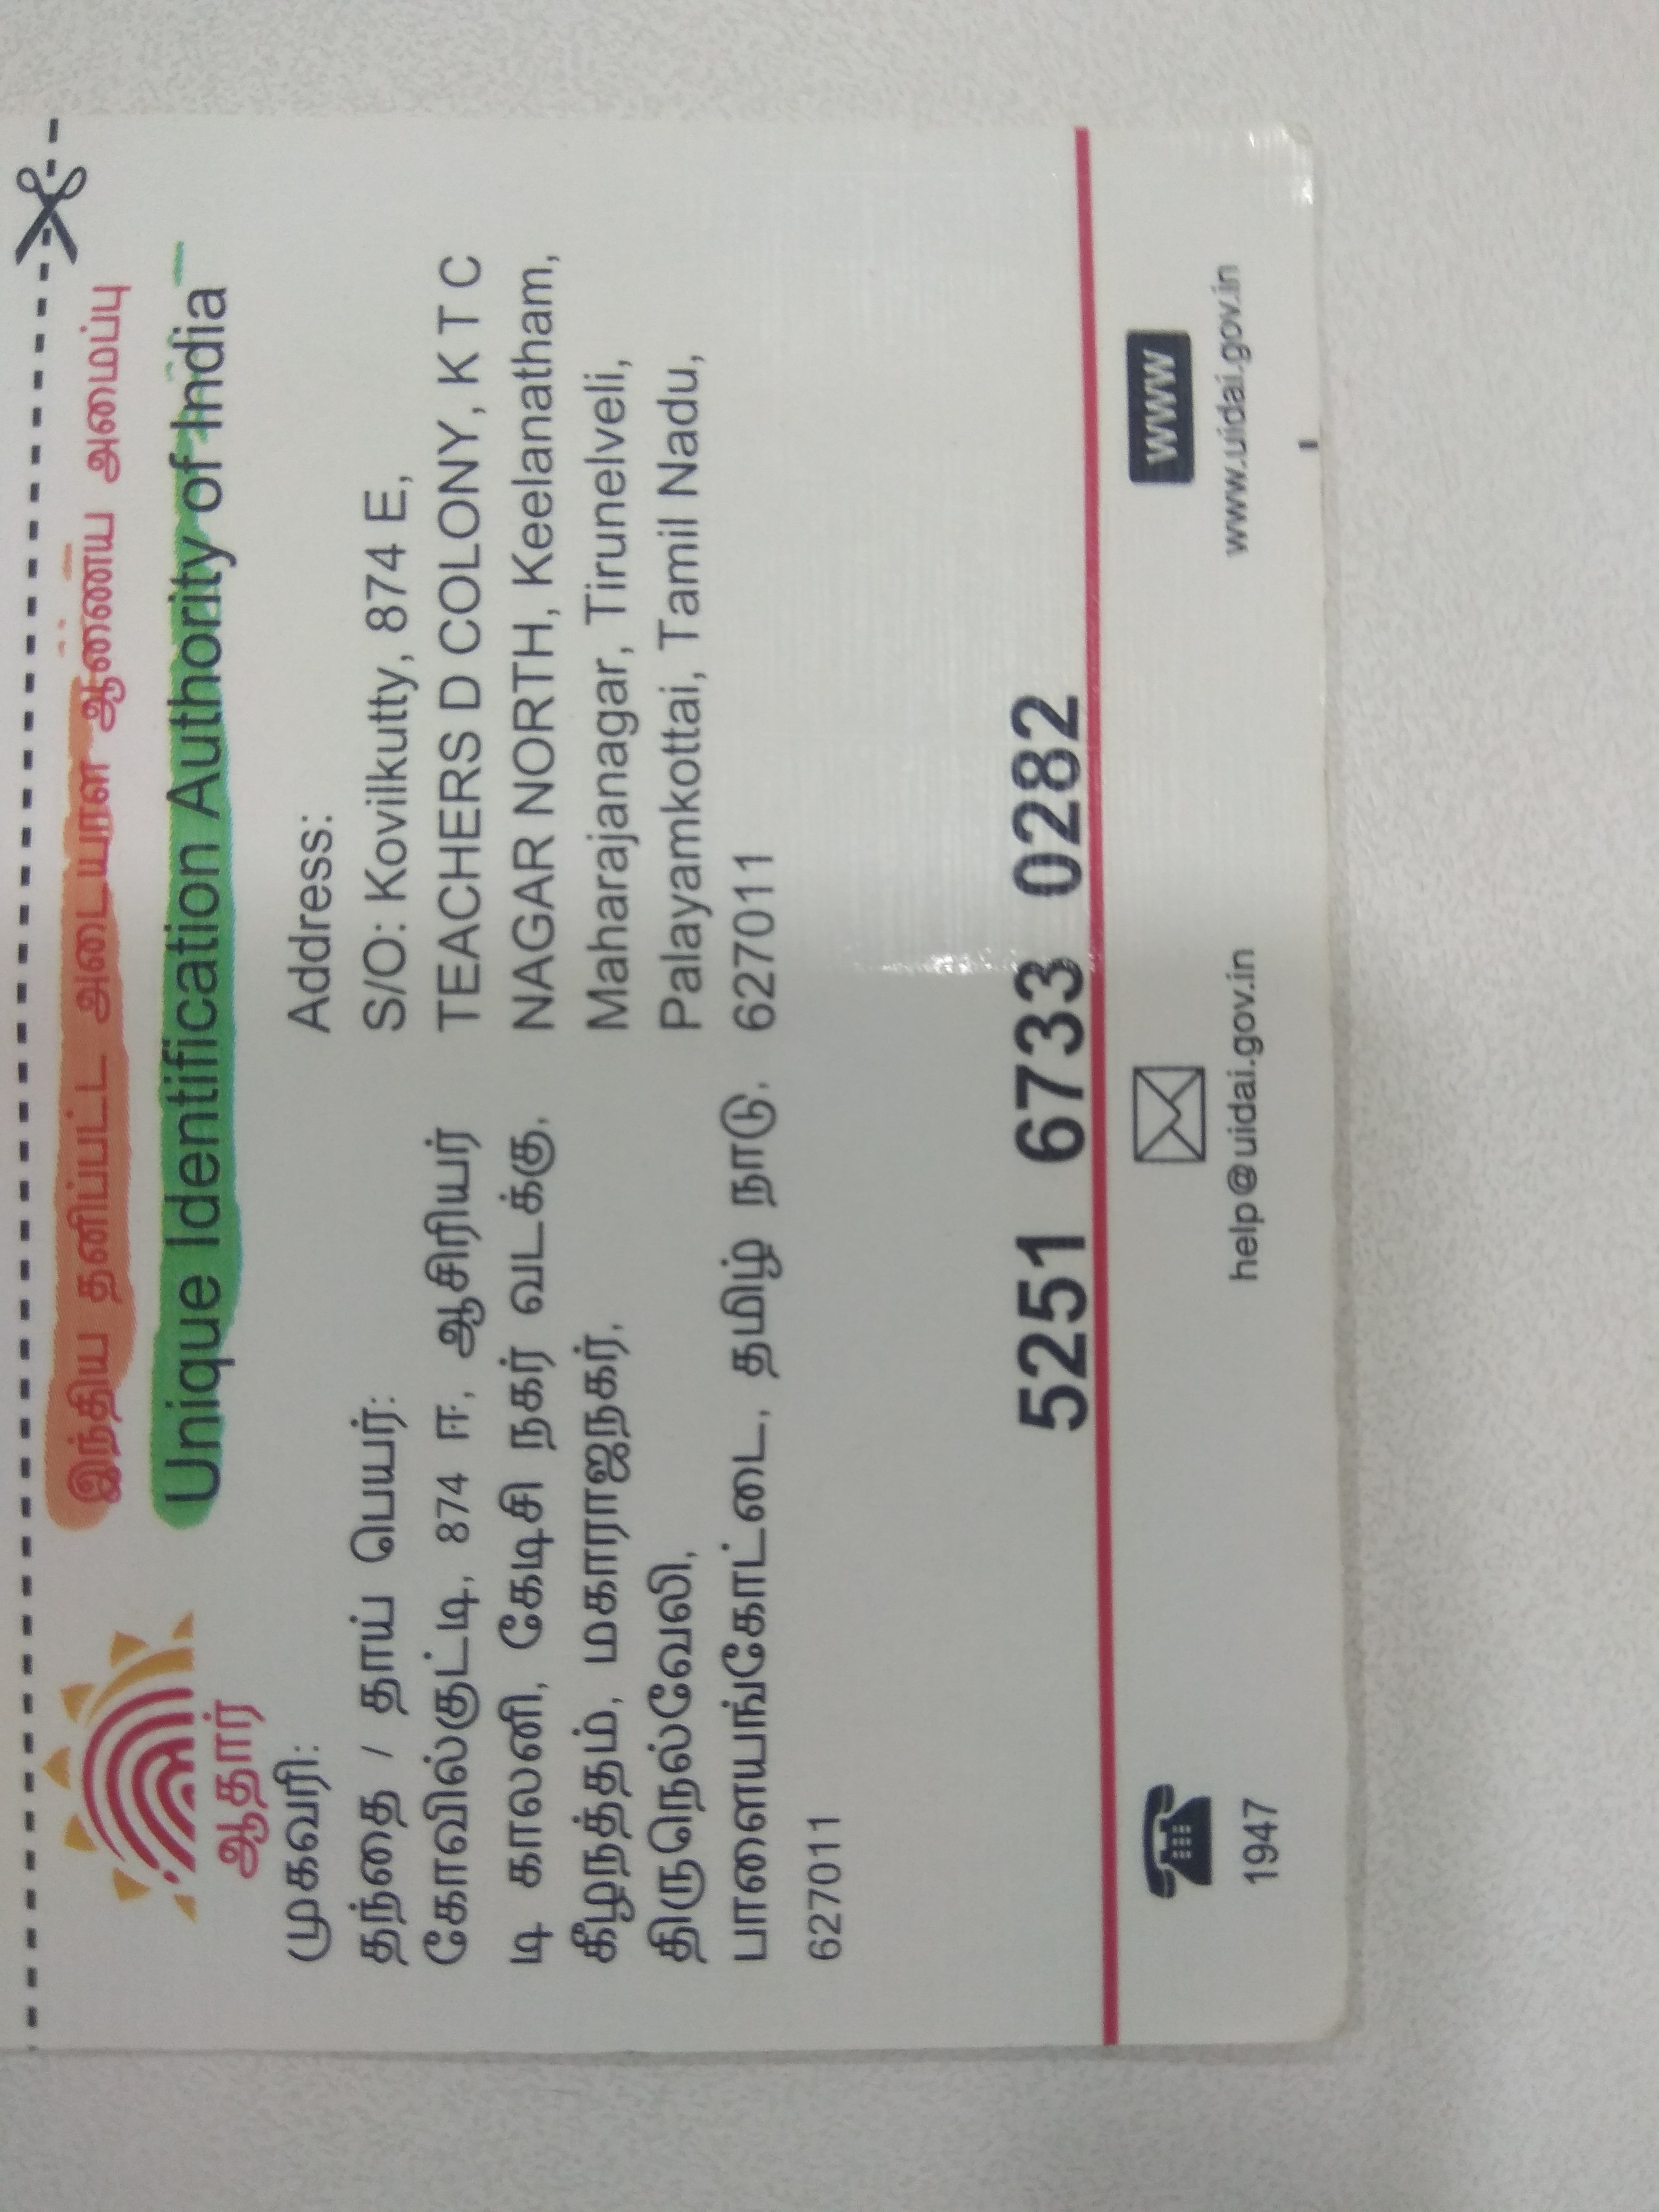 இந்திய தனிப்பட்ட அடையாள ஆணைய அமைப்பு
Unique Identification Authority of India
ஆதார்
முகவரி:
தந்தை / தாய் பெயர்:
கோவில்குட்டி, 874 ஈ, ஆசிரியர்
டி காலனி, கேடிசி நகர் வடக்கு,
கீழநத்தம், மகாராஜநகர்,
திருநெல்வேலி,
பாளையங்கோட்டை, தமிழ் நாடு,
627011
Address:
S/O: Kovilkutty, 874 E,
TEACHERS D COLONY, K T C
NAGAR NORTH, Keelanatham,
Maharajanagar, Tirunelveli,
Palayamkottai, Tamil Nadu,
627011
5251 6733 0282
1947
help@uidai.gov.in
www
www.uidai.gov.in